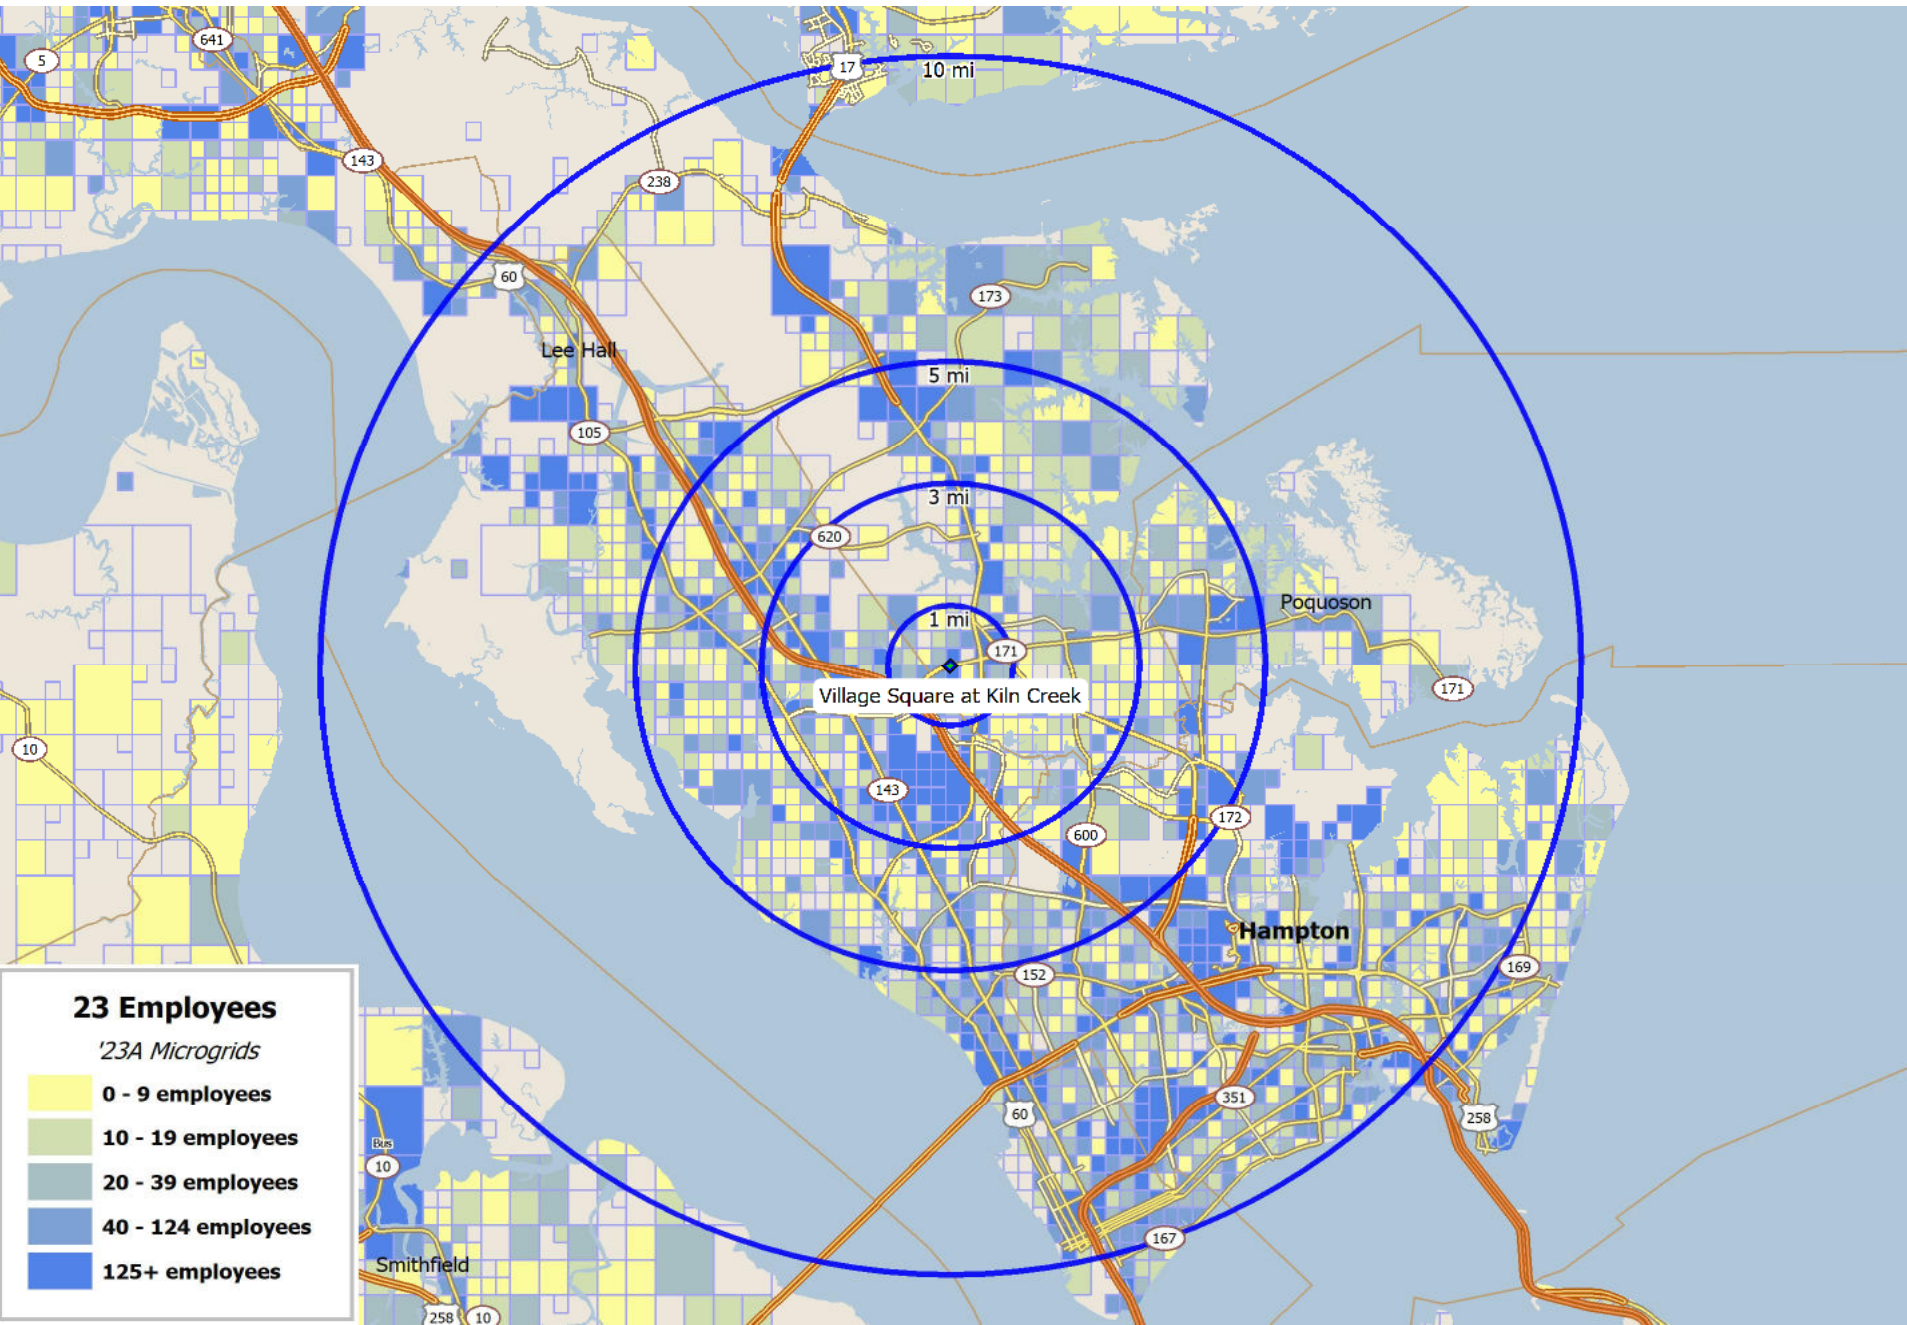 641
5
17
10 mi
143
238
60
173
Lee Hall
5 mi
105
3 mi
620
Poquoson
1 mi
171
171
Village Square at Kiln Creek
10
143
172
600
Hampton
169
152
23 Employees
'23A Microgrids
0 - 9 employees
10 - 19 employees
20 - 39 employees
40 - 124 employees
125+ employees
351
60
258
Bus
10
167
Smithfield
258
10